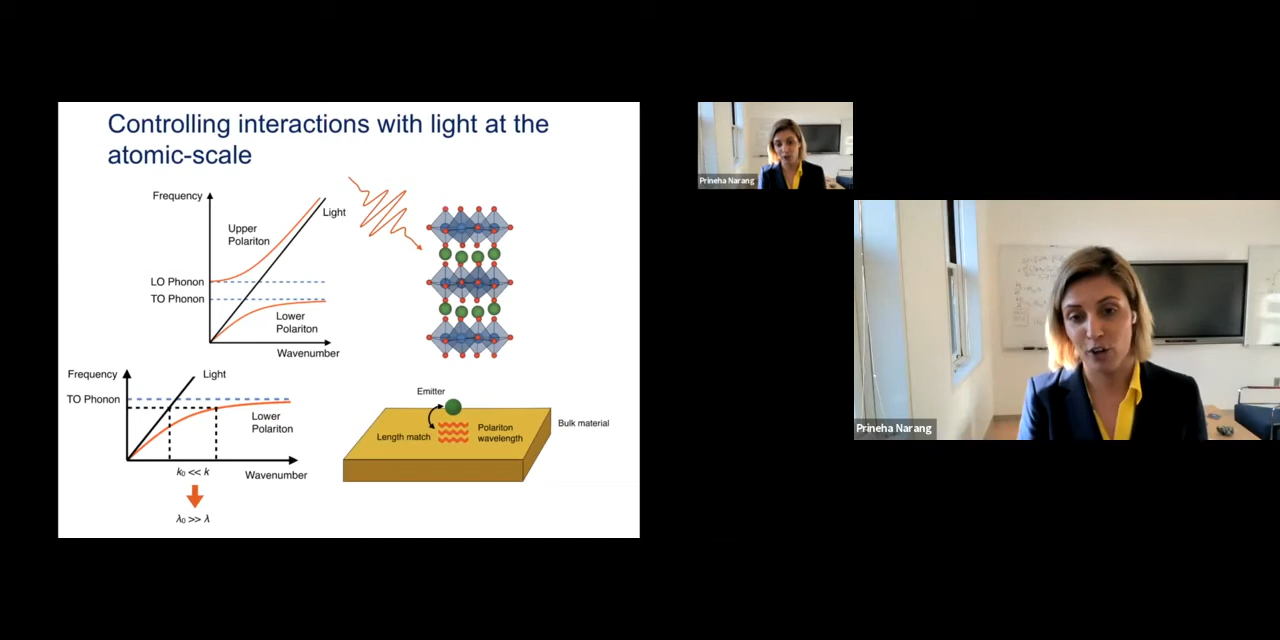 Controlling interactions with light at the
atomic-scale
Frequency
Light
Upper
Polariton
LO Phonon
TO Phonon
Lower
Polariton
Wavenumber
Frequency
Light
TO Phonon
Lower
Polariton
k₀ << k
Wavenumber
λ₀ >> λ
Emitter
Length match
Polariton
wavelength
Bulk material
Prineha Narang
Prineha Narang